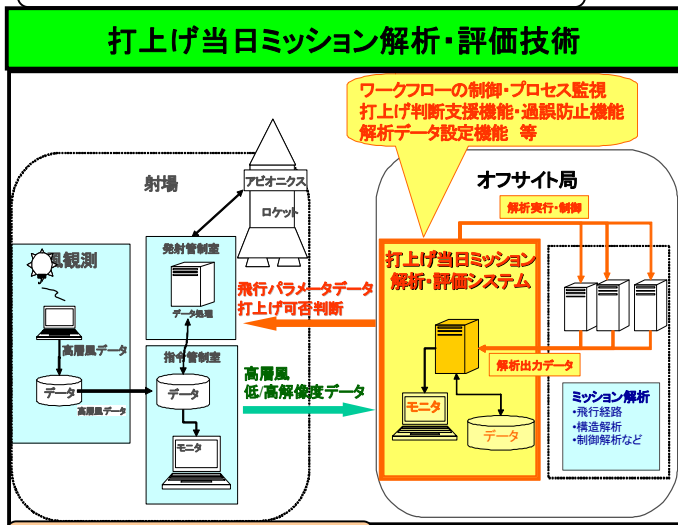 打上げ当日ミッション解析・評価技術
ワークフローの制御・プロセス監視
打上げ判断支援機能・過誤防止機能
解析データ設定機能 等
射場
アビオニクス
ロケット
オフサイト局
解析実行・制御
風観測
発射管制室
データ処理
打上げ当日ミッション
解析・評価システム
飛行パラメータデータ
打上げ可否判断
高層風データ
指令管制室
高層風
低/高解像度データ
解析出力データ
データ
高層風データ
データ
モニタ
モニタ
データ
ミッション解析
・飛行経路
・構造解析
・制御解析など